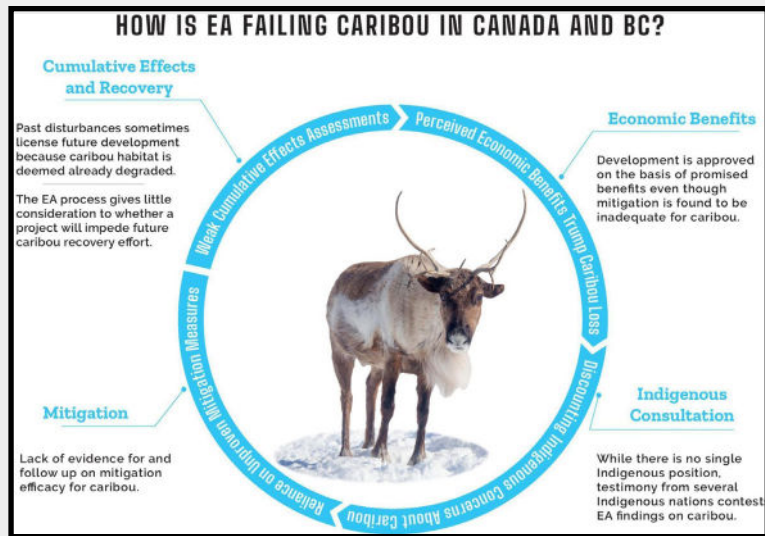 HOW IS EA FAILING CARIBOU IN CANADA AND BC?
Cumulative Effects
and Recovery
Past disturbances sometimes
license future development
because caribou habitat is
deemed already degraded.
The EA process gives little
consideration to whether a
project will impede future
caribou recovery effort.
Weak Cumulative Effects Assessments
Perceived Economic Benefits Trump Caribou Loss
Economic Benefits
Development is approved
on the basis of promised
benefits even though
mitigation is found to be
inadequate for caribou.
Mitigation
Lack of evidence for and
follow up on mitigation
efficacy for caribou.
Reliance on Unproven Mitigation Measures
Discounting Indigenous Concerns About Caribou
Indigenous
Consultation
While there is no single
Indigenous position,
testimony from several
Indigenous nations contest
EA findings on caribou.